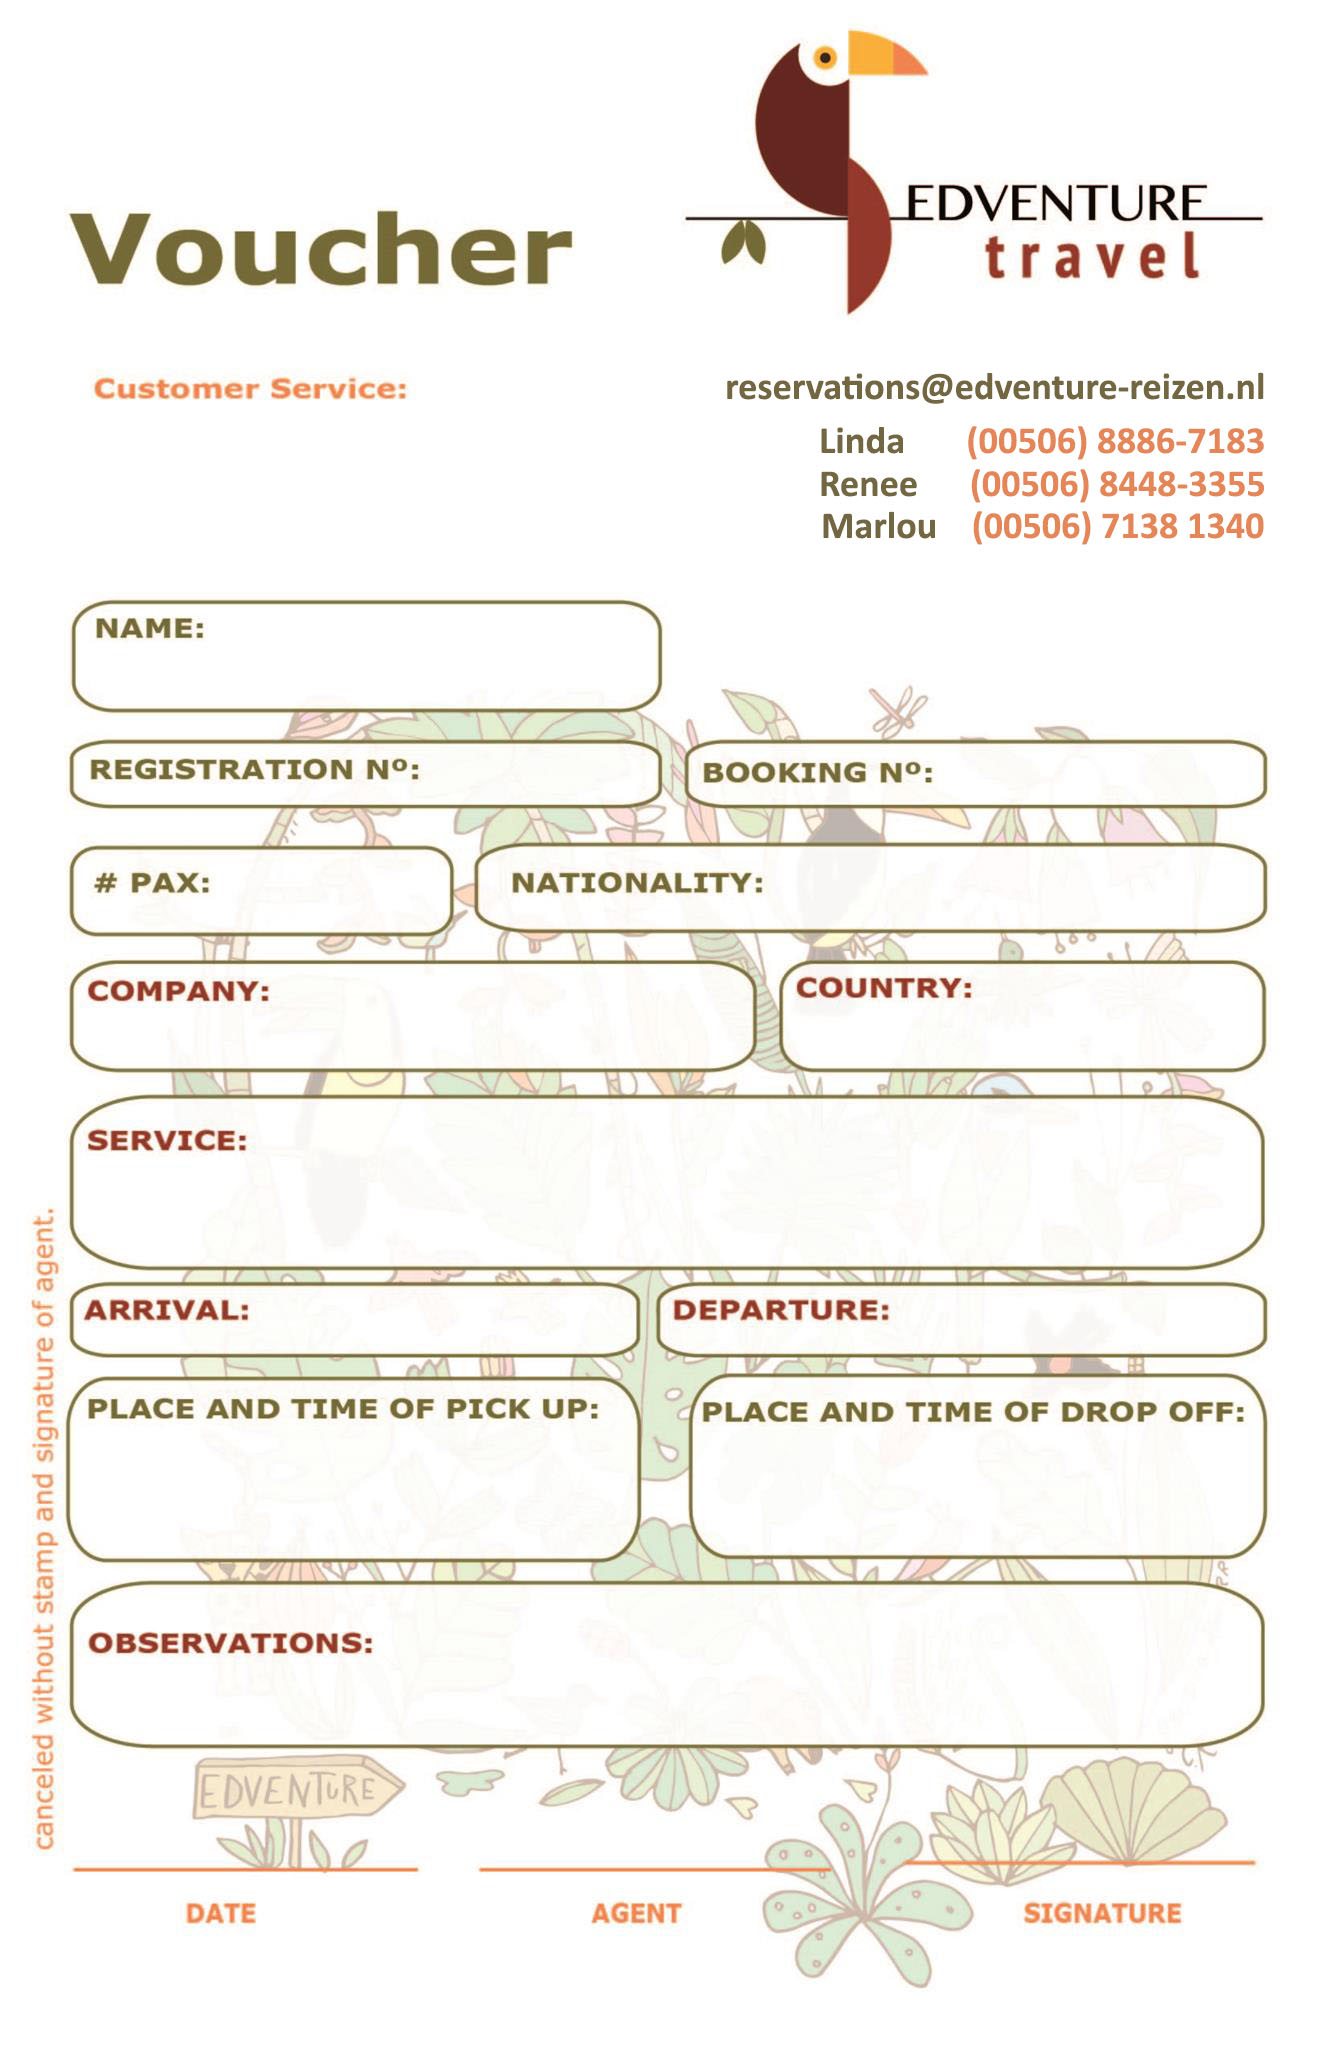 EDVENTURE
travel
Voucher
Customer Service:
reservations@edventure-reizen.nl
Linda (00506) 8886-7183
Renee (00506) 8448-3355
Marlou (00506) 7138 1340
NAME:
REGISTRATION Nº:
BOOKING Nº:
# PAX:
NATIONALITY:
COMPANY:
COUNTRY:
SERVICE:
ARRIVAL:
DEPARTURE:
PLACE AND TIME OF PICK UP:
PLACE AND TIME OF DROP OFF:
OBSERVATIONS:
canceled without stamp and signature of agent.
EDVENTURE
DATE
AGENT
SIGNATURE